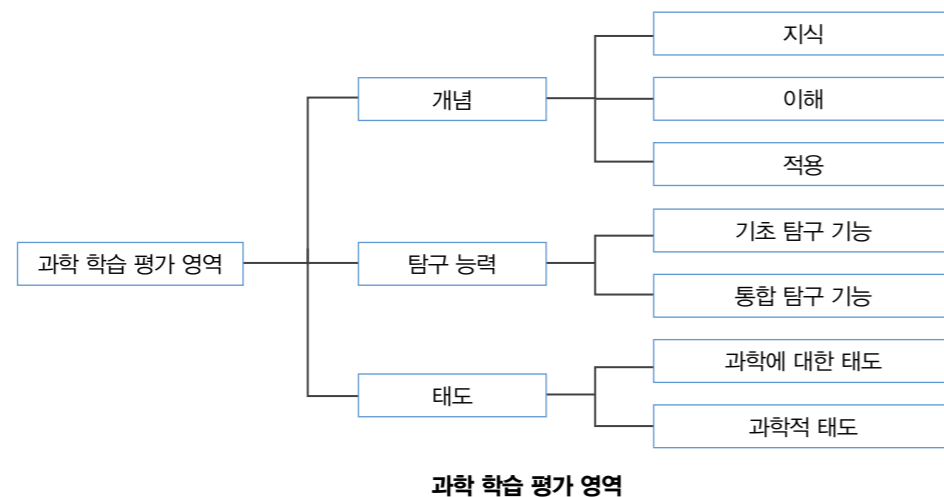 과학 학습 평가 영역
개념
지식
이해
적용
탐구 능력
기초 탐구 기능
통합 탐구 기능
태도
과학에 대한 태도
과학적 태도
과학 학습 평가 영역